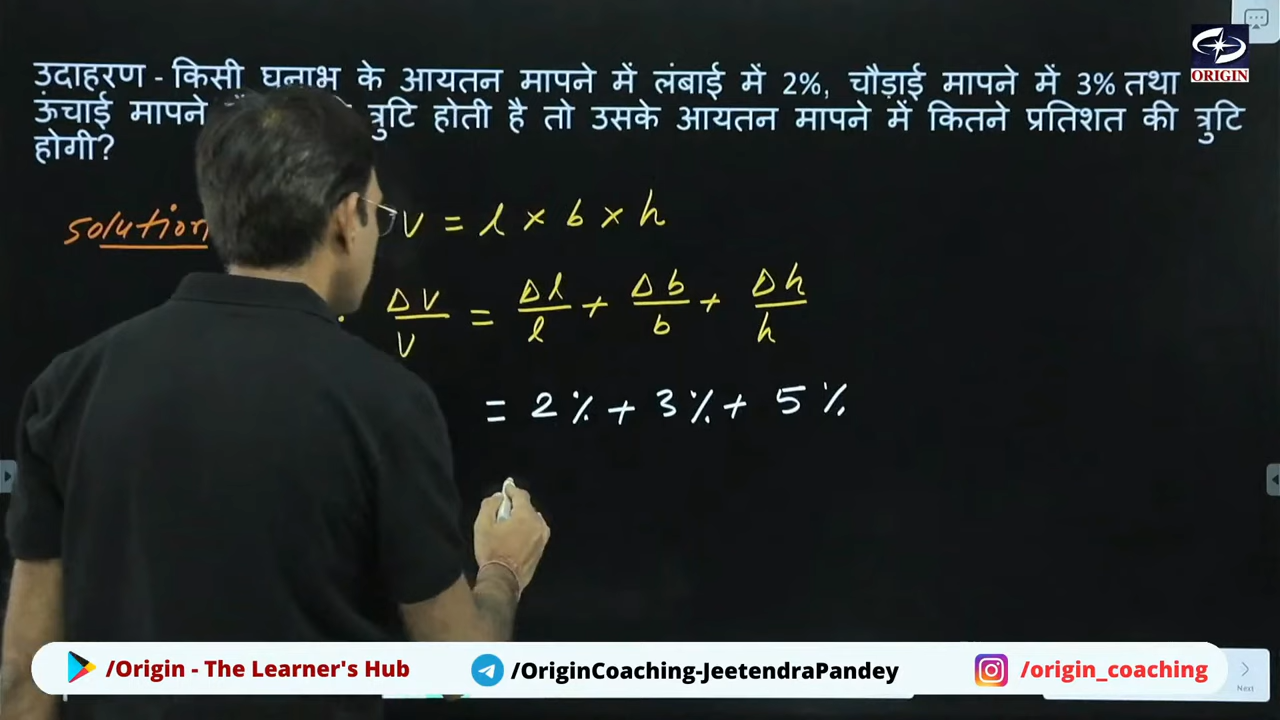 ORIGIN
उदाहरण - किसी घनाभ के आयतन मापने में लंबाई में 2%, चौड़ाई मापने में 3% तथा
ऊंचाई मापने त्रुटि होती है तो उसके आयतन मापने में कितने प्रतिशत की त्रुटि
होगी?
solution
V = l × b × h
ΔV/V = Δl/l + Δb/b + Δh/h
= 2% + 3% + 5%
/Origin - The Learner's Hub
/OriginCoaching-JeetendraPandey
/origin_coaching
Next